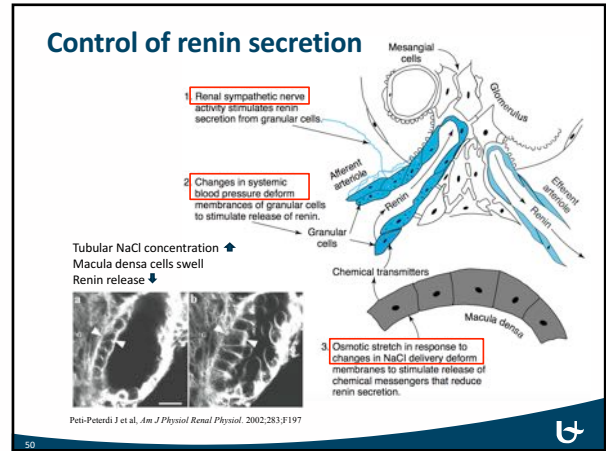 Control of renin secretion
Mesangial
cells
Glomerulus
1. Renal sympathetic nerve
activity stimulates renin
secretion from granular cells.
Afferent
arteriole
Efferent
arteriole
2. Changes in systemic
blood pressure deform
membranes of granular cells
to stimulate release of renin.
Renin
Renin
Granular
cells
Tubular NaCl concentration
Macula densa cells swell
Renin release
Chemical transmitters
Macula densa
a
b
3. Osmotic stretch in response to
changes in NaCl delivery deform
membranes to stimulate release of
chemical messengers that reduce
renin secretion.
Peti-Peterdi J et al, Am J Physiol Renal Physiol. 2002;283;F197
50